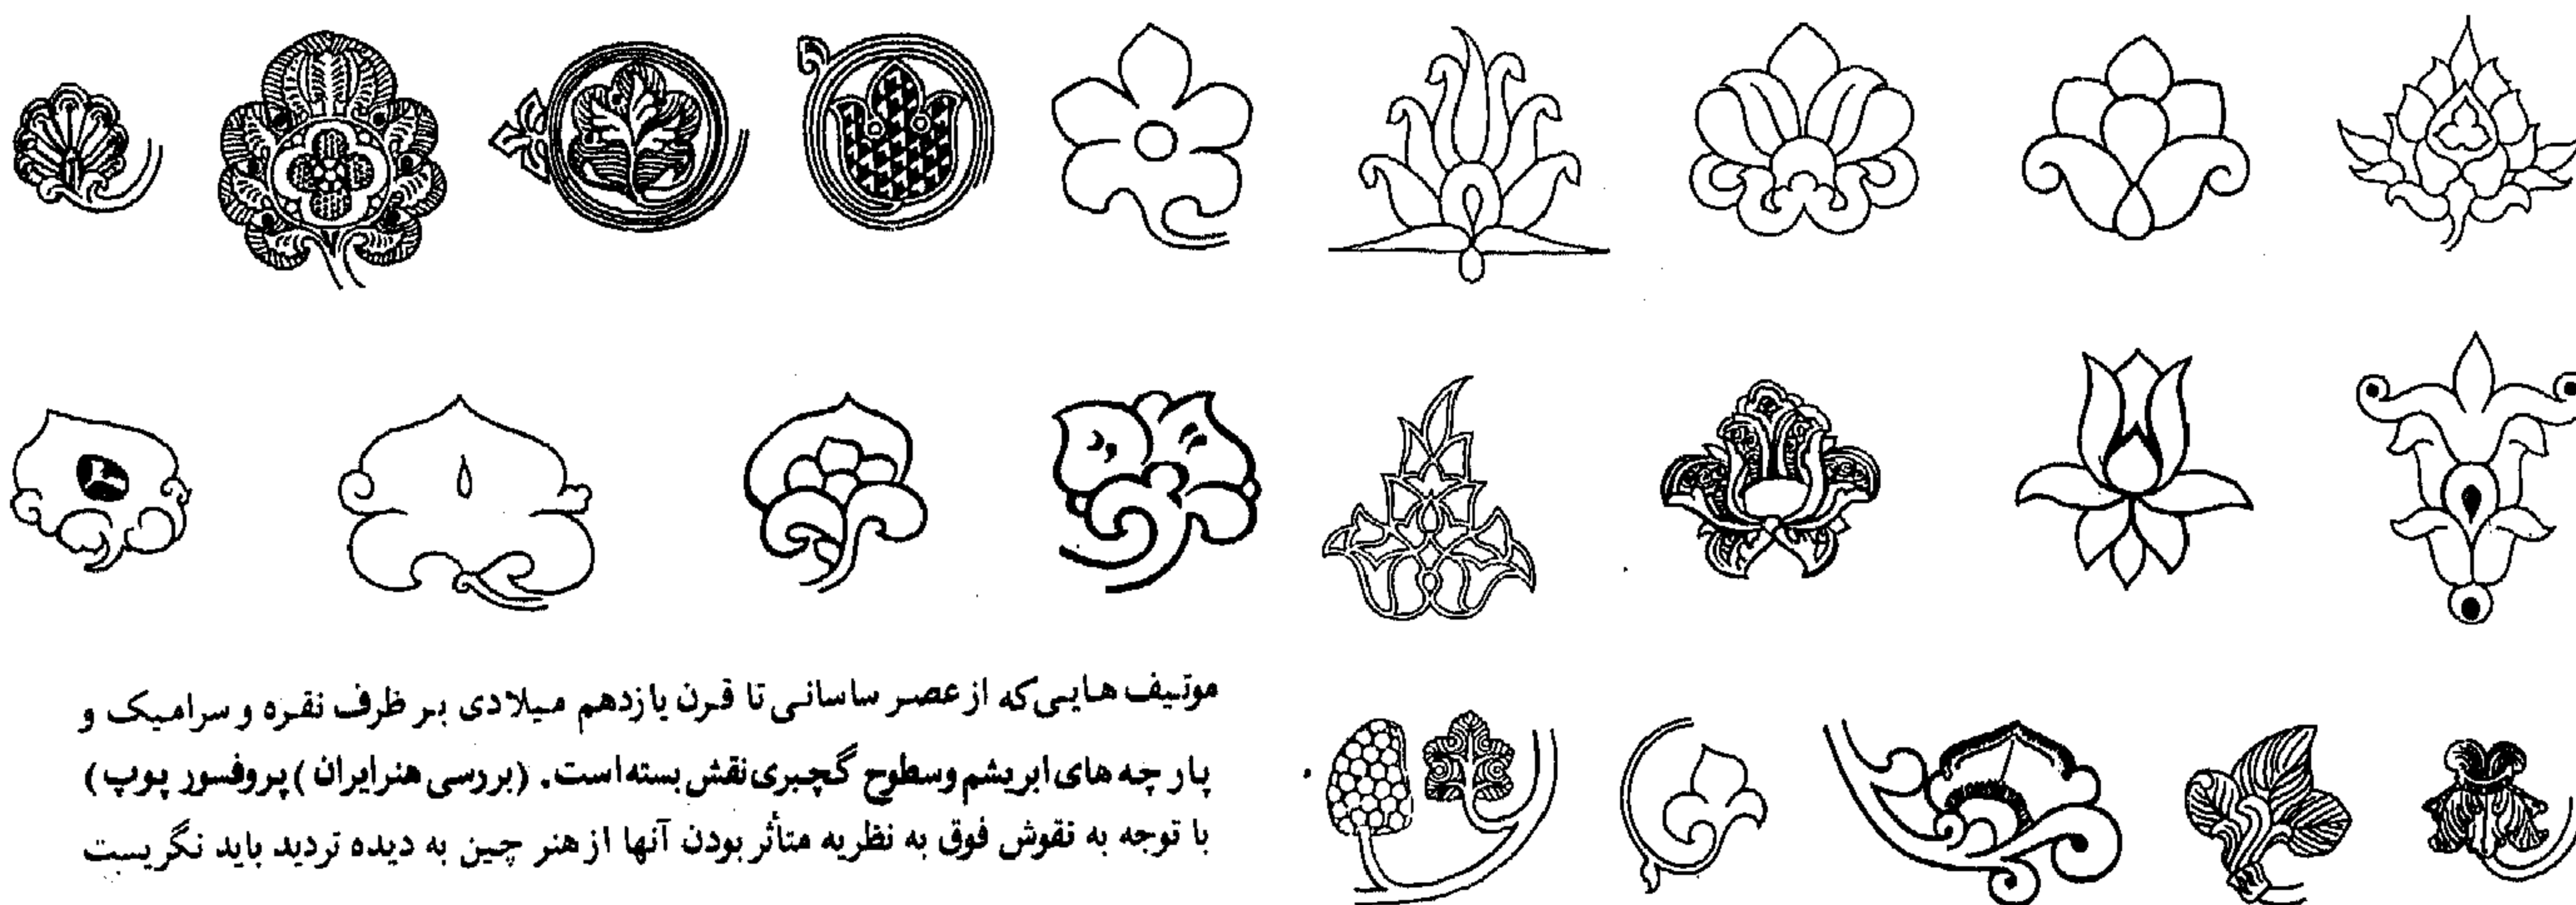 موتیف هایی که از عصر ساسانی تا قرن یازدهم میلادی بر ظرف نقره و سرامیک و
پارچه های ابریشم وسطوح گچبری نقش بسته است. (بررسی هنر ایران) پروفسور پوپ)
با توجه به نقوش فوق به نظریه متأثر بودن آنها از هنر چین به دیده تردید باید نگریست